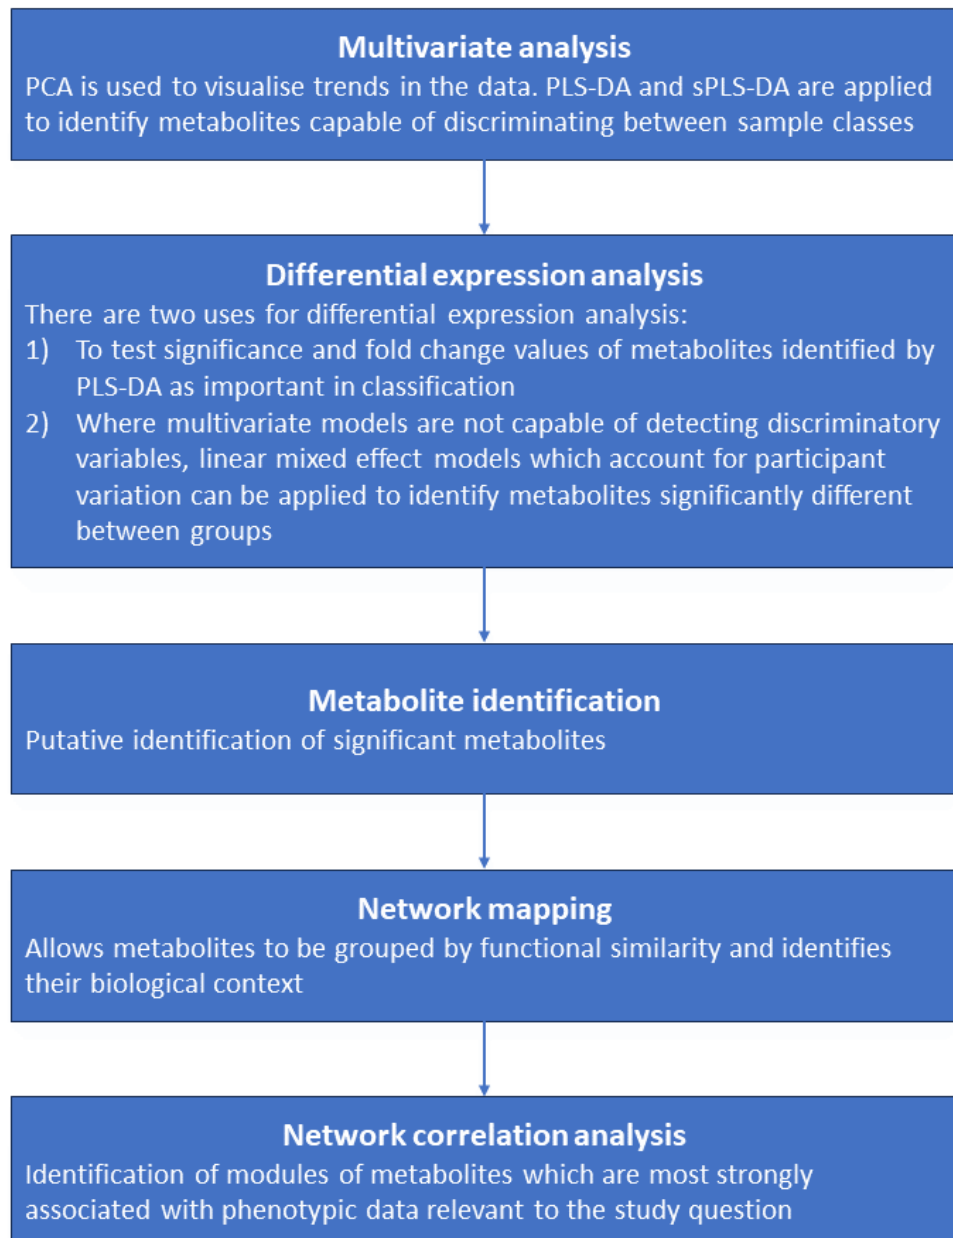 Multivariate analysis
PCA is used to visualise trends in the data. PLS-DA and sPLS-DA are applied
to identify metabolites capable of discriminating between sample classes
Differential expression analysis
There are two uses for differential expression analysis:
1) To test significance and fold change values of metabolites identified by
PLS-DA as important in classification
2) Where multivariate models are not capable of detecting discriminatory
variables, linear mixed effect models which account for participant
variation can be applied to identify metabolites significantly different
between groups
Metabolite identification
Putative identification of significant metabolites
Network mapping
Allows metabolites to be grouped by functional similarity and identifies
their biological context
Network correlation analysis
Identification of modules of metabolites which are most strongly
associated with phenotypic data relevant to the study question